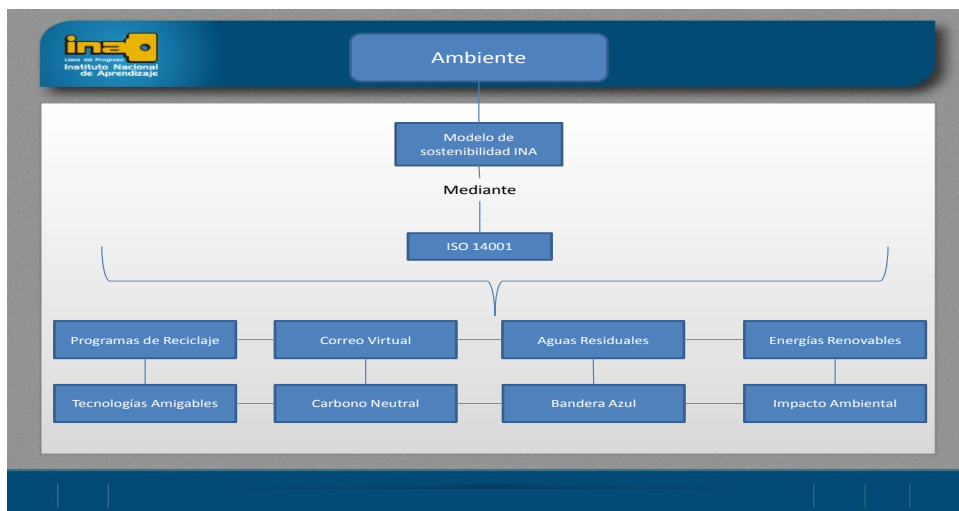 ina
Llave del Progreso
Instituto Nacional
de Aprendizaje
Ambiente
Modelo de
sostenibilidad INA
Mediante
ISO 14001
Programas de Reciclaje
Correo Virtual
Aguas Residuales
Energías Renovables
Tecnologías Amigables
Carbono Neutral
Bandera Azul
Impacto Ambiental